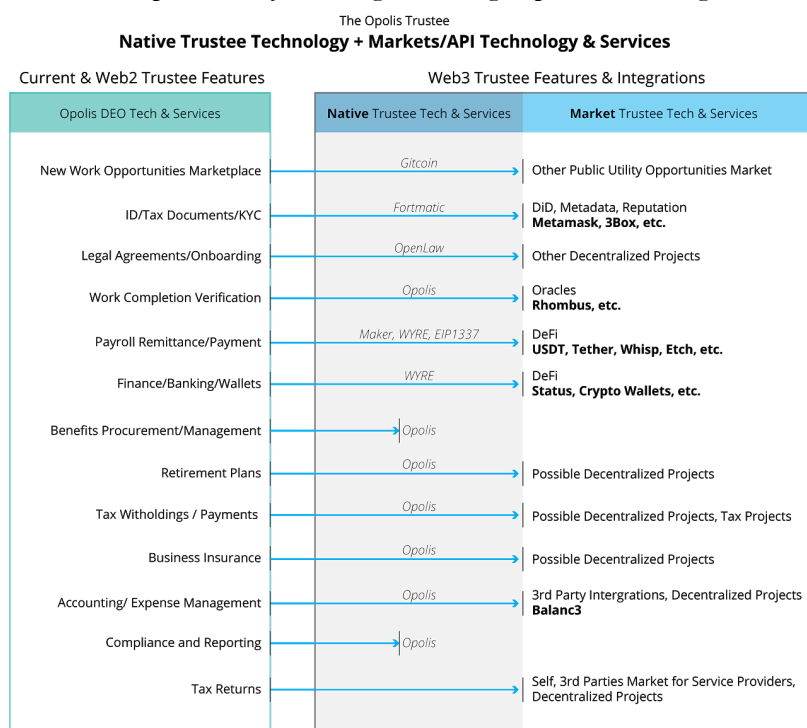 The Opolis Trustee
Native Trustee Technology + Markets/API Technology & Services
Current & Web2 Trustee Features
Web3 Trustee Features & Integrations
Opolis DEO Tech & Services
Native Trustee Tech & Services
Market Trustee Tech & Services
New Work Opportunities Marketplace
Gitcoin
Other Public Utility Opportunities Market
ID/Tax Documents/KYC
Fortmatic
DiD, Metadata, Reputation
Metamask, 3Box, etc.
Legal Agreements/Onboarding
OpenLaw
Other Decentralized Projects
Work Completion Verification
Opolis
Oracles
Rhombus, etc.
Payroll Remittance/Payment
Maker, WYRE, EIP1337
DeFi
USDT, Tether, Whisp, Etch, etc.
Finance/Banking/Wallets
WYRE
DeFi
Status, Crypto Wallets, etc.
Benefits Procurement/Management
Opolis
Retirement Plans
Opolis
Possible Decentralized Projects
Tax Witholdings / Payments
Opolis
Possible Decentralized Projects, Tax Projects
Business Insurance
Opolis
Possible Decentralized Projects
Accounting/ Expense Management
Opolis
3rd Party Intergrations, Decentralized Projects
Balanc3
Compliance and Reporting
Opolis
Tax Returns
Self, 3rd Parties Market for Service Providers,
Decentralized Projects